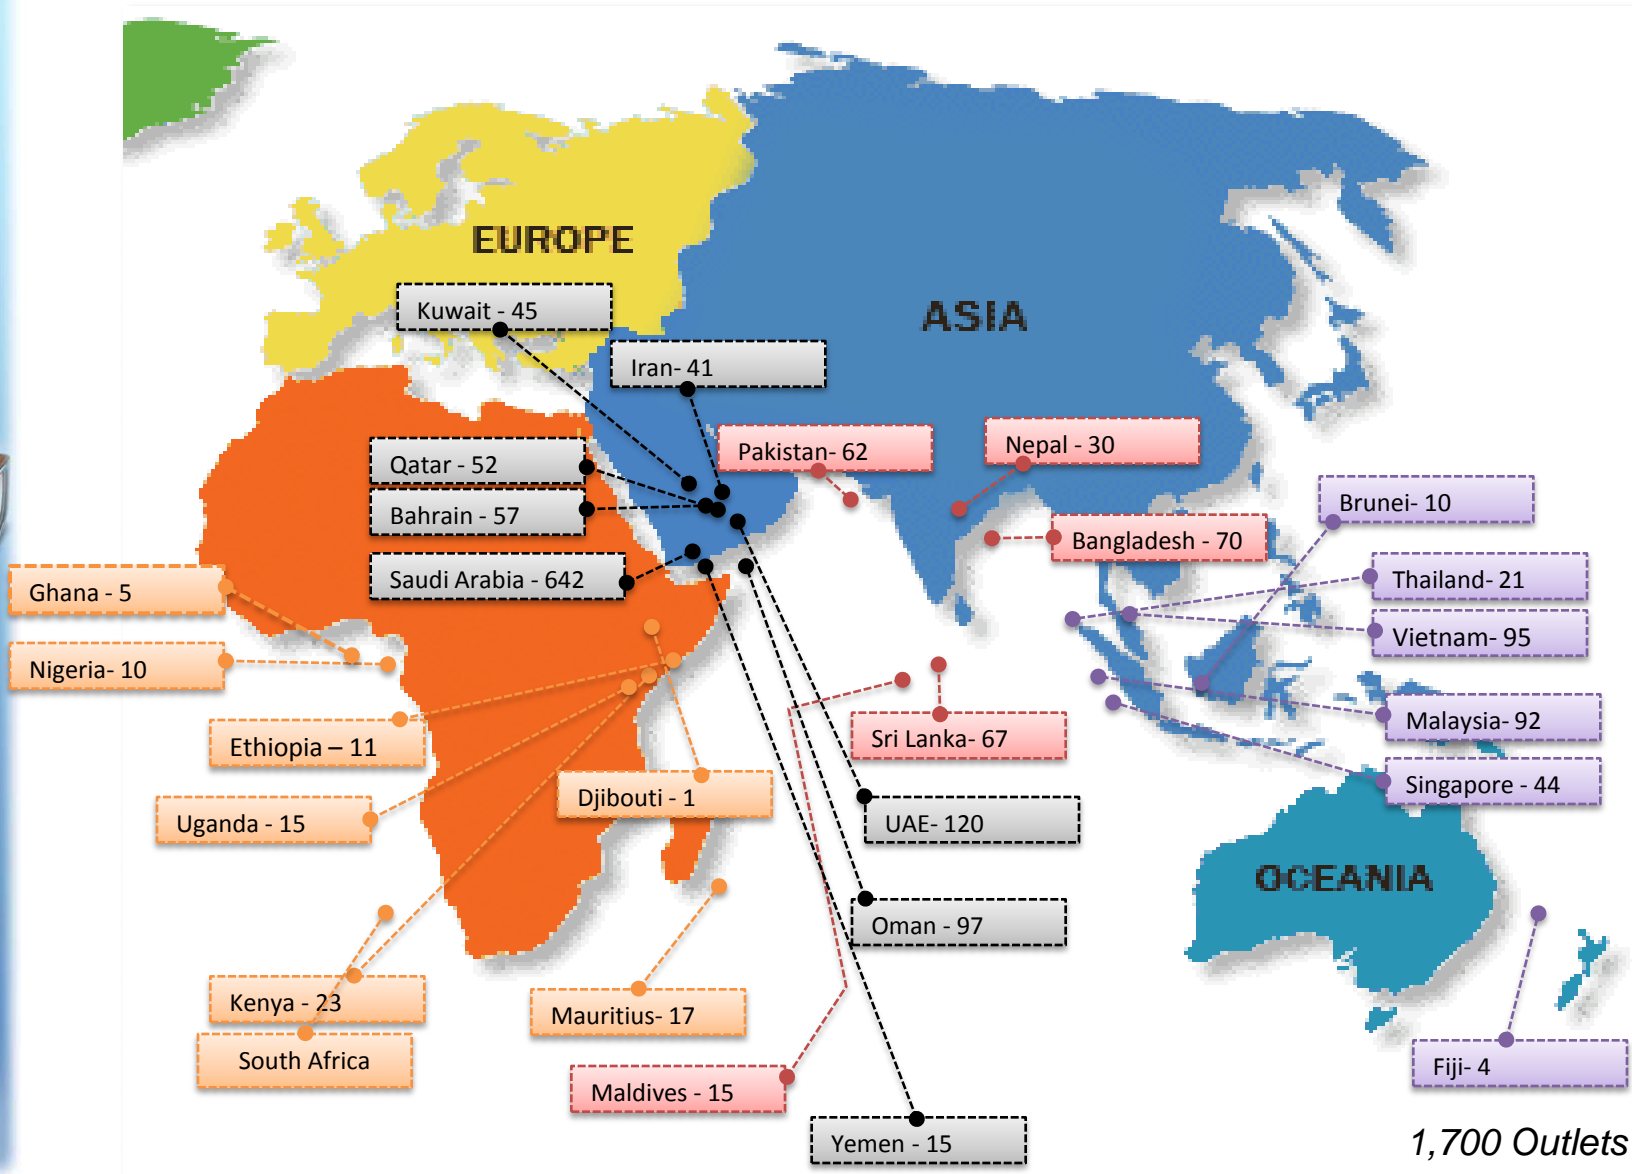 EUROPE
Kuwait - 45
ASIA
Iran- 41
Pakistan- 62
Nepal - 30
Qatar - 52
Bahrain - 57
Brunei- 10
Bangladesh - 70
Saudi Arabia - 642
Thailand- 21
Ghana - 5
Vietnam- 95
Nigeria- 10
Malaysia- 92
Ethiopia – 11
Sri Lanka- 67
Singapore - 44
Djibouti - 1
Uganda - 15
UAE- 120
OCEANIA
Oman - 97
Kenya - 23
Mauritius- 17
South Africa
Fiji- 4
Maldives - 15
Yemen - 15
1,700 Outlets